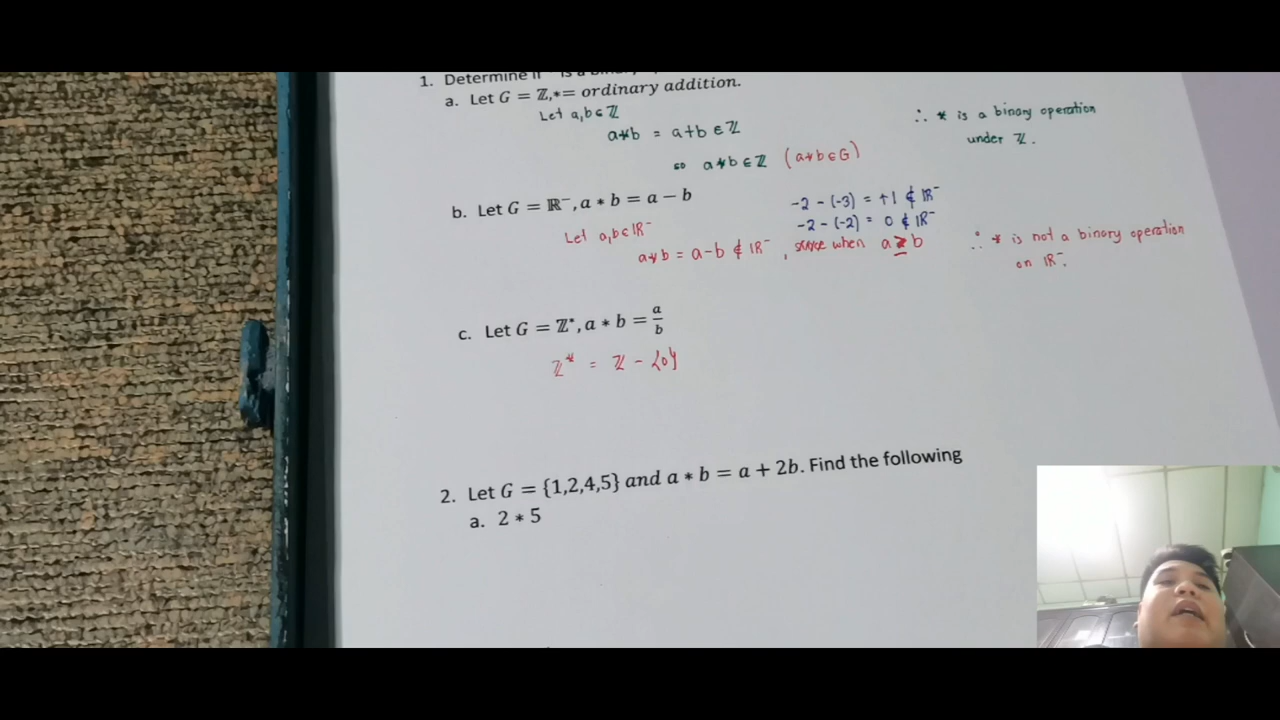 1. Determine if * is a
a. Let G = ℤ,*= ordinary addition.
Let a,b ∈ ℤ
a*b = a+b ∈ ℤ
so a*b ∈ ℤ (a*b ∈ G)
∴ * is a binary operation
under ℤ.
b. Let G = ℝ⁻, a * b = a − b
Let a,b ∈ ℝ⁻
a*b = a-b ∉ ℝ⁻, since when a ≥ b
-2 - (-3) = +1 ∉ ℝ⁻
-2 - (-2) = 0 ∉ ℝ⁻
∴ * is not a binary operation
on ℝ⁻.
c. Let G = ℤ*, a * b = a/b
ℤ* = ℤ - {0}
2. Let G = {1,2,4,5} and a * b = a + 2b. Find the following
a. 2 * 5